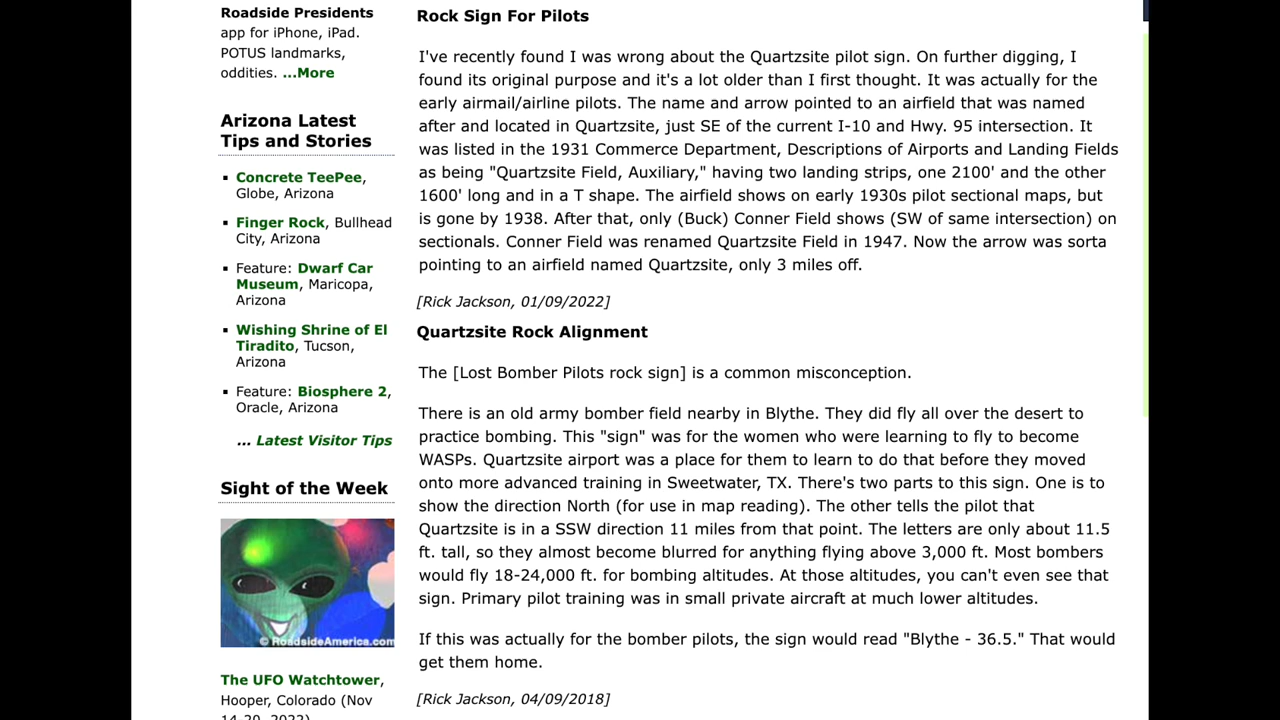 Roadside Presidents
app for iPhone, iPad.
POTUS landmarks,
oddities. ...More
Arizona Latest
Tips and Stories
▪ Concrete TeePee,
Globe, Arizona
▪ Finger Rock, Bullhead
City, Arizona
▪ Feature: Dwarf Car
Museum, Maricopa,
Arizona
▪ Wishing Shrine of El
Tiradito, Tucson,
Arizona
▪ Feature: Biosphere 2,
Oracle, Arizona
... Latest Visitor Tips
Sight of the Week
© RoadsideAmerica.com
The UFO Watchtower,
Hooper, Colorado (Nov
14-20, 2022)
Rock Sign For Pilots
I've recently found I was wrong about the Quartzsite pilot sign. On further digging, I
found its original purpose and it's a lot older than I first thought. It was actually for the
early airmail/airline pilots. The name and arrow pointed to an airfield that was named
after and located in Quartzsite, just SE of the current I-10 and Hwy. 95 intersection. It
was listed in the 1931 Commerce Department, Descriptions of Airports and Landing Fields
as being "Quartzsite Field, Auxiliary," having two landing strips, one 2100' and the other
1600' long and in a T shape. The airfield shows on early 1930s pilot sectional maps, but
is gone by 1938. After that, only (Buck) Conner Field shows (SW of same intersection) on
sectionals. Conner Field was renamed Quartzsite Field in 1947. Now the arrow was sorta
pointing to an airfield named Quartzsite, only 3 miles off.
[Rick Jackson, 01/09/2022]
Quartzsite Rock Alignment
The [Lost Bomber Pilots rock sign] is a common misconception.
There is an old army bomber field nearby in Blythe. They did fly all over the desert to
practice bombing. This "sign" was for the women who were learning to fly to become
WASPs. Quartzsite airport was a place for them to learn to do that before they moved
onto more advanced training in Sweetwater, TX. There's two parts to this sign. One is to
show the direction North (for use in map reading). The other tells the pilot that
Quartzsite is in a SSW direction 11 miles from that point. The letters are only about 11.5
ft. tall, so they almost become blurred for anything flying above 3,000 ft. Most bombers
would fly 18-24,000 ft. for bombing altitudes. At those altitudes, you can't even see that
sign. Primary pilot training was in small private aircraft at much lower altitudes.
If this was actually for the bomber pilots, the sign would read "Blythe - 36.5." That would
get them home.
[Rick Jackson, 04/09/2018]